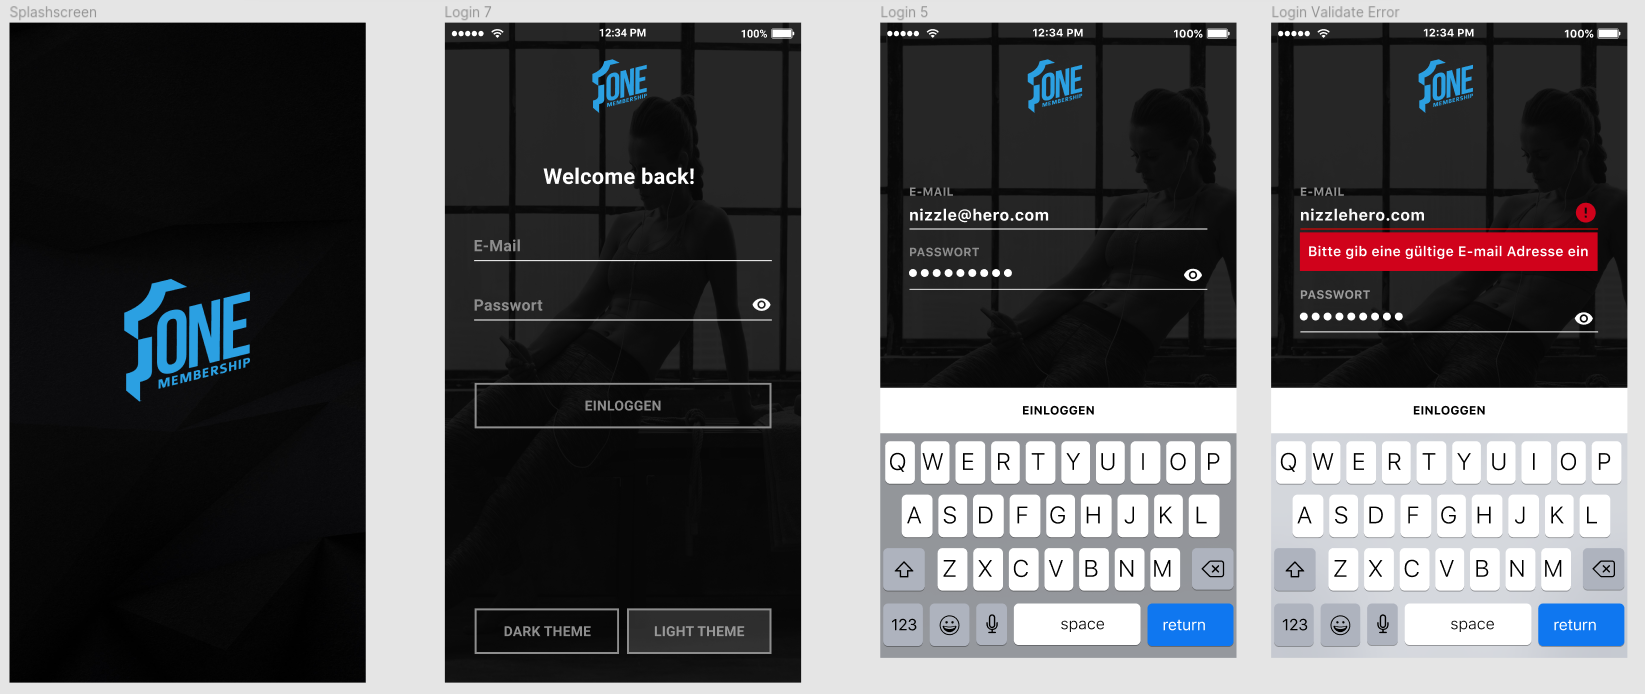 Splashscreen
ONE
MEMBERSHIP
Login 7
12:34 PM
100%
ONE
MEMBERSHIP
Welcome back!
E-Mail
Passwort
EINLOGGEN
DARK THEME
LIGHT THEME
Login 5
12:34 PM
100%
ONE
MEMBERSHIP
E-MAIL
nizzle@hero.com
PASSWORT
EINLOGGEN
Q W E R T Y U I O P
A S D F G H J K L
Z X C V B N M
123 space return
Login Validate Error
12:34 PM
100%
ONE
MEMBERSHIP
E-MAIL
nizzlehero.com
!
Bitte gib eine gültige E-mail Adresse ein
PASSWORT
EINLOGGEN
Q W E R T Y U I O P
A S D F G H J K L
Z X C V B N M
123 space return